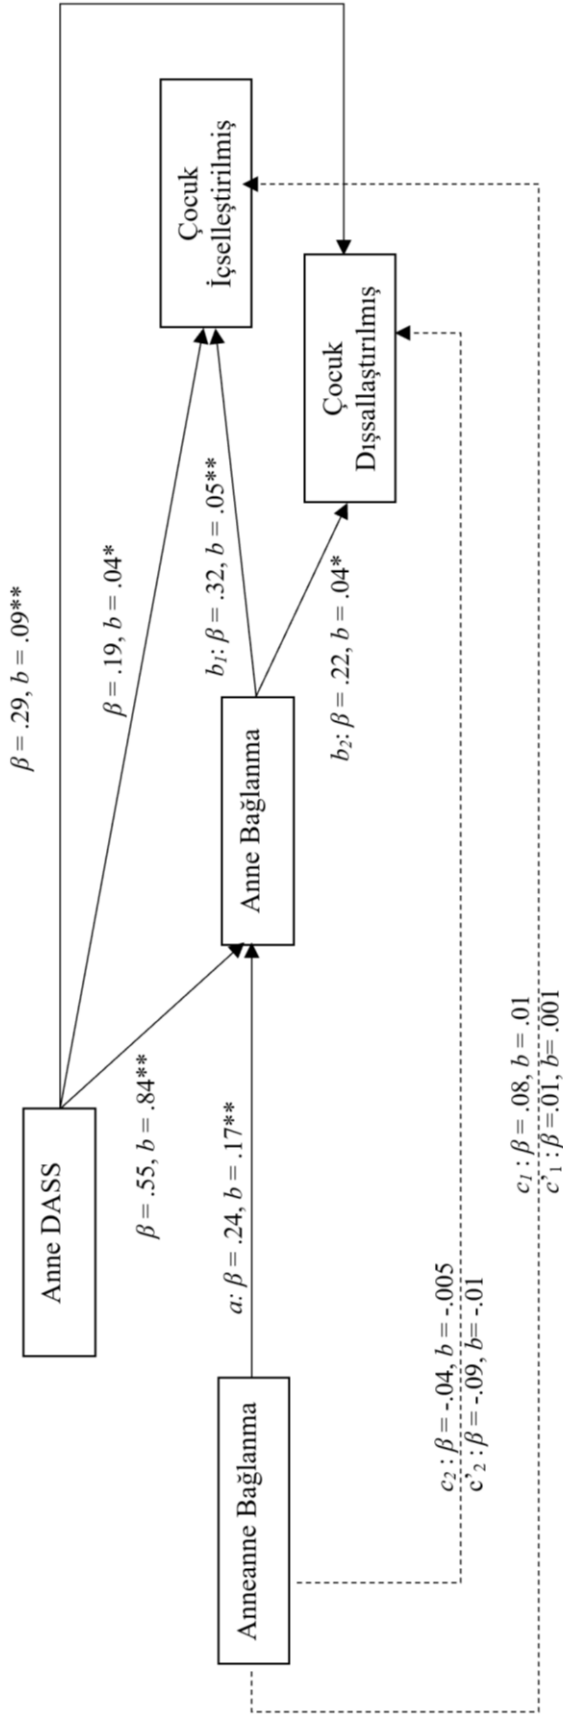 β = .29, b = .09**
Anne DASS
β = .19, b = .04*
Çocuk
İçselleştirilmiş
β = .55, b = .84**
b₁: β = .32, b = .05**
Anneanne Bağlanma
a: β = .24, b = .17**
Anne Bağlanma
b₂: β = .22, b = .04*
Çocuk
Dışsallaştırılmış
c₂ : β = -.04, b = -.005
c’₂ : β = -.09, b= -.01
c₁ : β = .08, b = .01
c’₁ : β =.01, b= .001